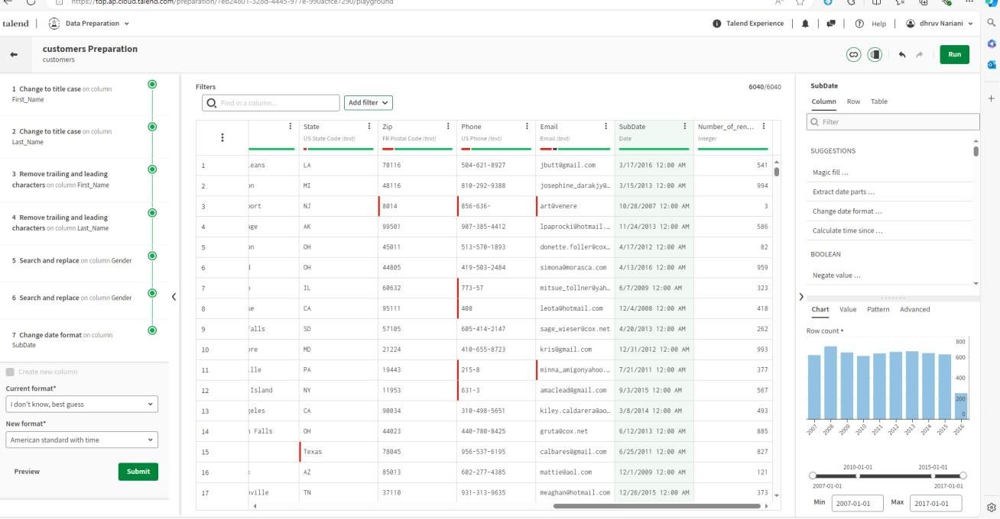 https://tdp.ap.cloud.talend.com/preparation/7eb24801-328d-4445-977e-990acfce7290/playground
talend Data Preparation Talend Experience Help dhruv Nariani
customers Preparation
customers
Run
1 Change to title case on column
First_Name
2 Change to title case on column
Last_Name
3 Remove trailing and leading
characters on column First_Name
4 Remove trailing and leading
characters on column Last_Name
5 Search and replace on column Gender
6 Search and replace on column Gender
7 Change date format on column
SubDate
Create new column
Current format*
I don't know, best guess
New format*
American standard with time
Preview Submit
Filters 6040/6040
Find in a column... Add filter
State Zip Phone Email SubDate Number_of_ren...
US State Code (text) FR Postal Code (text) US Phone (text) Email (text) Date Integer
1 eans LA 70116 504-621-8927 jbutt@gmail.com 3/17/2016 12:00 AM 541
2 n MI 48116 810-292-9388 josephine_darakjy@… 3/15/2013 12:00 AM 994
3 ort NJ 8014 856-636- art@venere 10/28/2007 12:00 AM 3
4 ge AK 99501 907-385-4412 lpaprocki@hotmail.… 11/24/2013 12:00 AM 586
5 n OH 45011 513-570-1893 donette.foller@cox… 4/17/2012 12:00 AM 82
6 OH 44805 419-503-2484 simona@morasca.com 4/13/2016 12:00 AM 959
7 IL 60632 773-57 mitsue_tollner@yah… 6/7/2009 12:00 AM 323
8 se CA 95111 408 leota@hotmail.com 12/4/2008 12:00 AM 418
9 Falls SD 57105 605-414-2147 sage_wieser@cox.net 4/20/2013 12:00 AM 262
10 re MD 21224 410-655-8723 kris@gmail.com 12/31/2012 12:00 AM 993
11 lle PA 19443 215-8 minna_amigonyahoo.… 7/21/2011 12:00 AM 377
12 Island NY 11953 631-3 amaclead@gmail.com 9/3/2015 12:00 AM 567
13 geles CA 90034 310-498-5651 kiley.caldarera@ao… 3/8/2014 12:00 AM 493
14 n Falls OH 44023 440-780-8425 gruta@cox.net 6/12/2013 12:00 AM 885
15 Texas 78045 956-537-6195 calbares@gmail.com 6/25/2011 12:00 AM 827
16 AZ 85013 602-277-4385 mattie@aol.com 12/1/2009 12:00 AM 121
17 ville TN 37110 931-313-9635 meaghan@hotmail.com 12/26/2015 12:00 AM 373
SubDate
Column Row Table
Filter
SUGGESTIONS
Magic fill ...
Extract date parts ...
Change date format ...
Calculate time since ...
BOOLEAN
Negate value ...
Chart Value Pattern Advanced
Row count
800
600
400
200
0
2007 2008 2009 2010 2011 2012 2013 2014 2015 2016
2010-01-01 2015-01-01
2007-01-01 2017-01-01
Min 2007-01-01 Max 2017-01-01